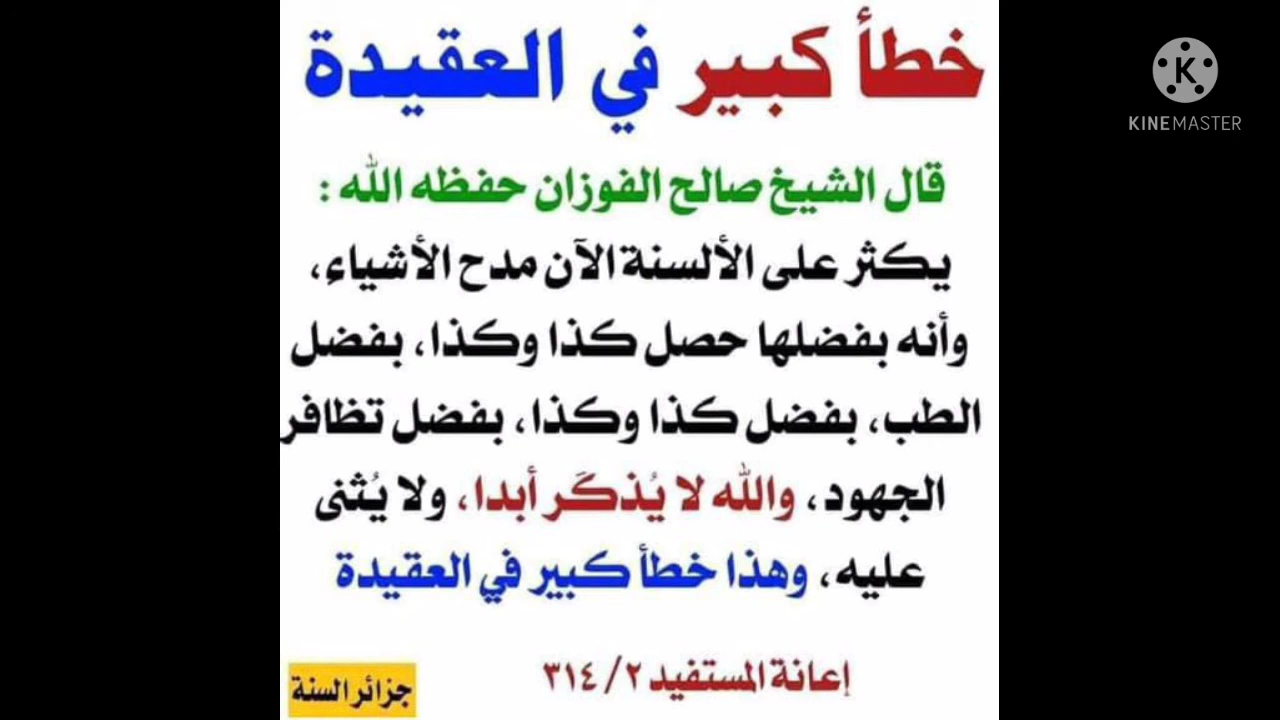 خطأ كبير في العقيدة
قال الشيخ صالح الفوزان حفظه الله :
يكثر على الألسنة الآن مدح الأشياء،
وأنه بفضلها حصل كذا وكذا، بفضل
الطب، بفضل كذا وكذا، بفضل تظافر
الجهود، والله لا يُذكَر أبدا، ولا يُثنى
عليه، وهذا خطأ كبير في العقيدة
إعانة المستفيد ٢/ ٣١٤
جزائر السنة
K
KINEMASTER